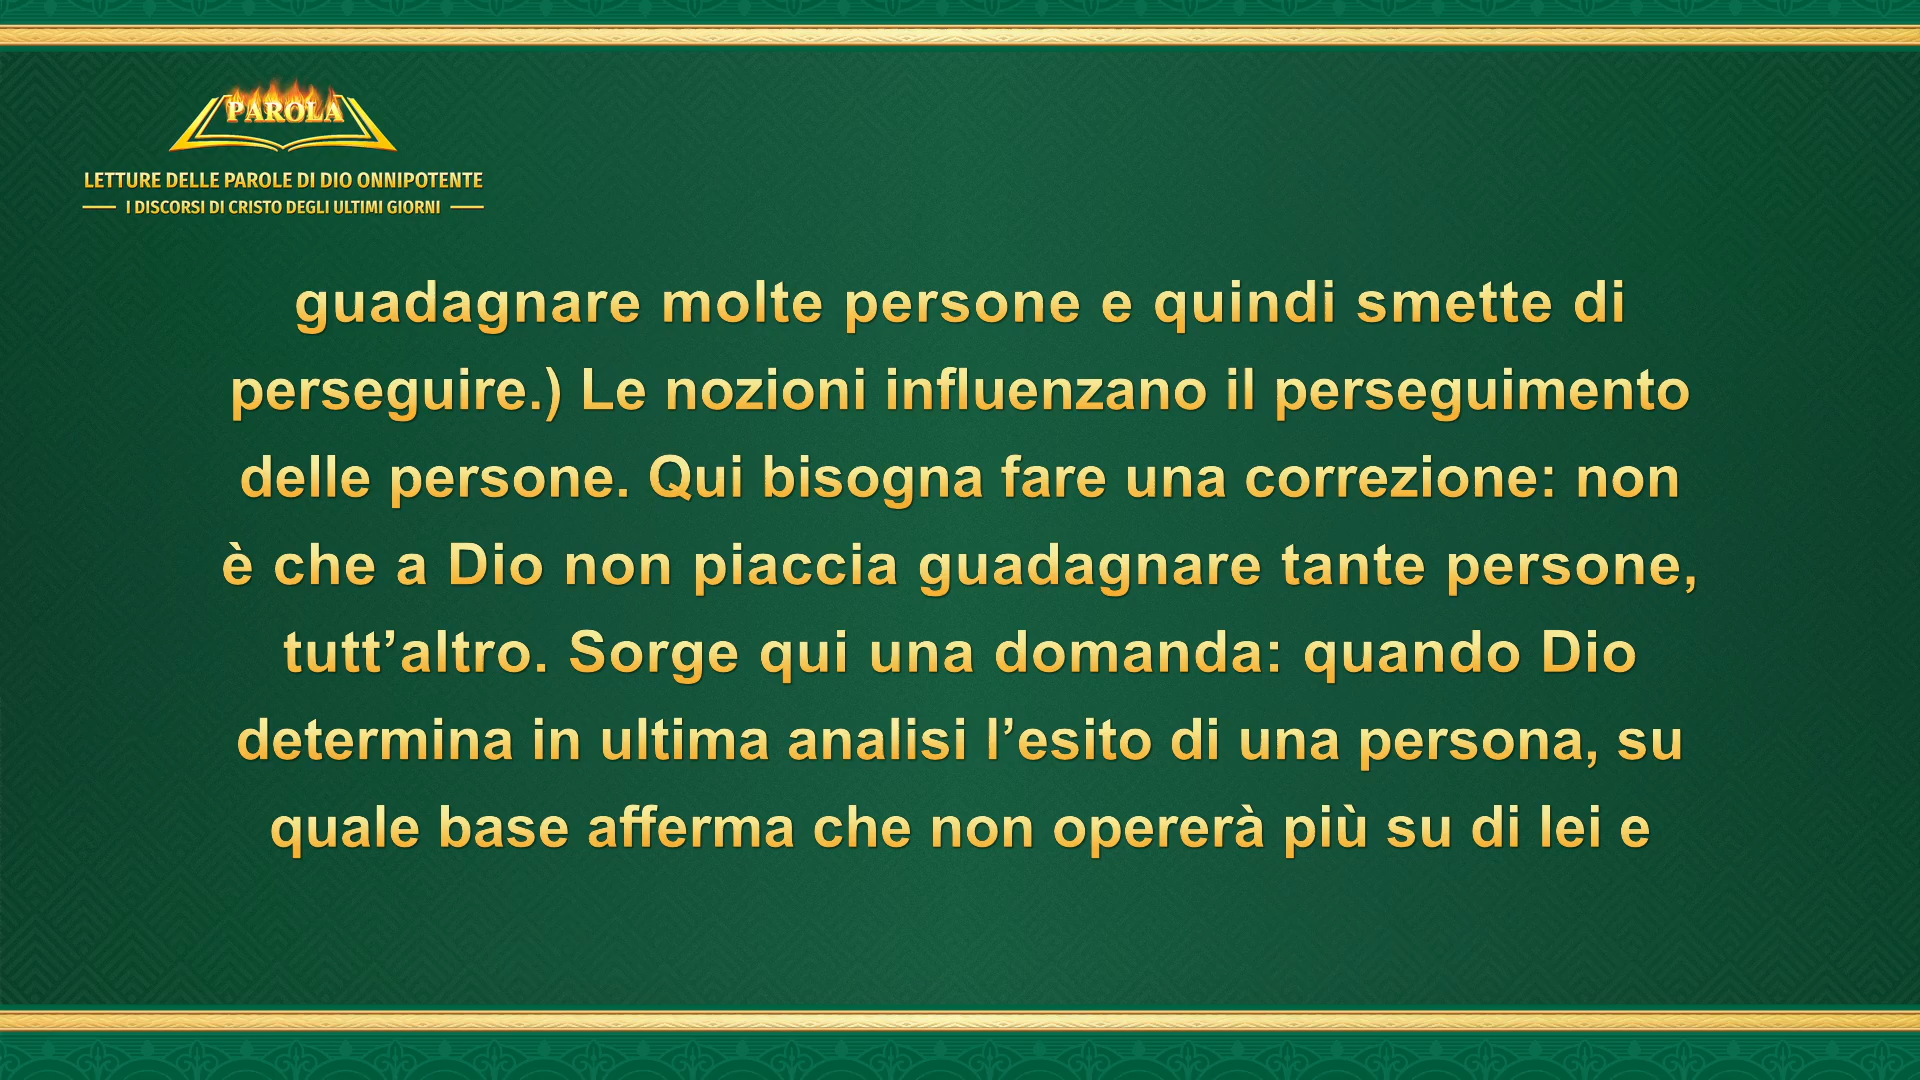 PAROLA
LETTURE DELLE PAROLE DI DIO ONNIPOTENTE
I DISCORSI DI CRISTO DEGLI ULTIMI GIORNI
guadagnare molte persone e quindi smette di
perseguire.) Le nozioni influenzano il perseguimento
delle persone. Qui bisogna fare una correzione: non
è che a Dio non piaccia guadagnare tante persone,
tutt’altro. Sorge qui una domanda: quando Dio
determina in ultima analisi l’esito di una persona, su
quale base afferma che non opererà più su di lei e